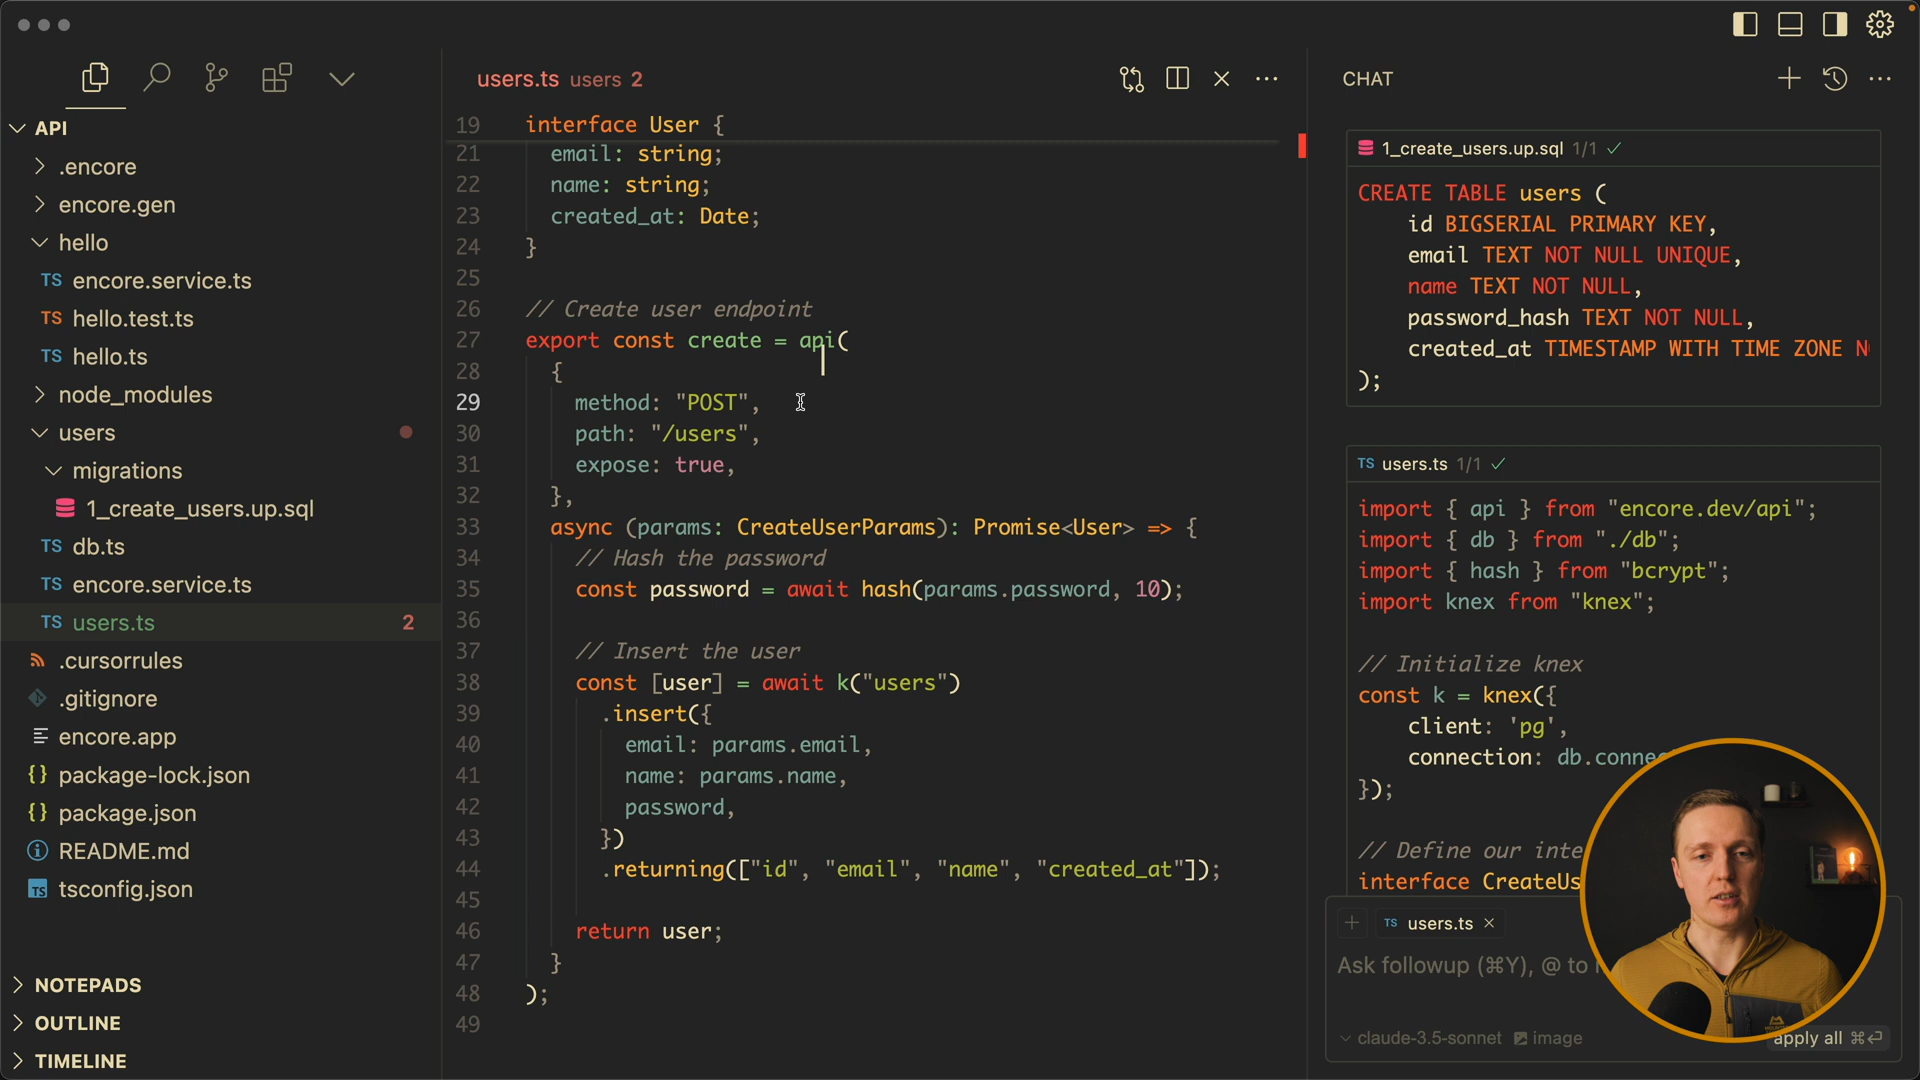 users.ts users 2
CHAT
API
.encore
encore.gen
hello
TS encore.service.ts
TS hello.test.ts
TS hello.ts
node_modules
users
migrations
1_create_users.up.sql
TS db.ts
TS encore.service.ts
TS users.ts 2
.cursorrules
.gitignore
encore.app
{} package-lock.json
{} package.json
README.md
TS tsconfig.json
NOTEPADS
OUTLINE
TIMELINE
19 interface User {
21 email: string;
22 name: string;
23 created_at: Date;
24 }
25
26 // Create user endpoint
27 export const create = api(
28 {
29 method: "POST",
30 path: "/users",
31 expose: true,
32 },
33 async (params: CreateUserParams): Promise<User> => {
34 // Hash the password
35 const password = await hash(params.password, 10);
36
37 // Insert the user
38 const [user] = await k("users")
39 .insert({
40 email: params.email,
41 name: params.name,
42 password,
43 })
44 .returning(["id", "email", "name", "created_at"]);
45
46 return user;
47 }
48 );
49
1_create_users.up.sql 1/1
CREATE TABLE users (
id BIGSERIAL PRIMARY KEY,
email TEXT NOT NULL UNIQUE,
name TEXT NOT NULL,
password_hash TEXT NOT NULL,
created_at TIMESTAMP WITH TIME ZONE
);
TS users.ts 1/1
import { api } from "encore.dev/api";
import { db } from "./db";
import { hash } from "bcrypt";
import knex from "knex";
// Initialize knex
const k = knex({
client: 'pg',
connection: db.conne
});
// Define our inte
interface CreateUs
TS users.ts
Ask followup (⌘Y), @ to
claude-3.5-sonnet image
apply all ⌘⏎